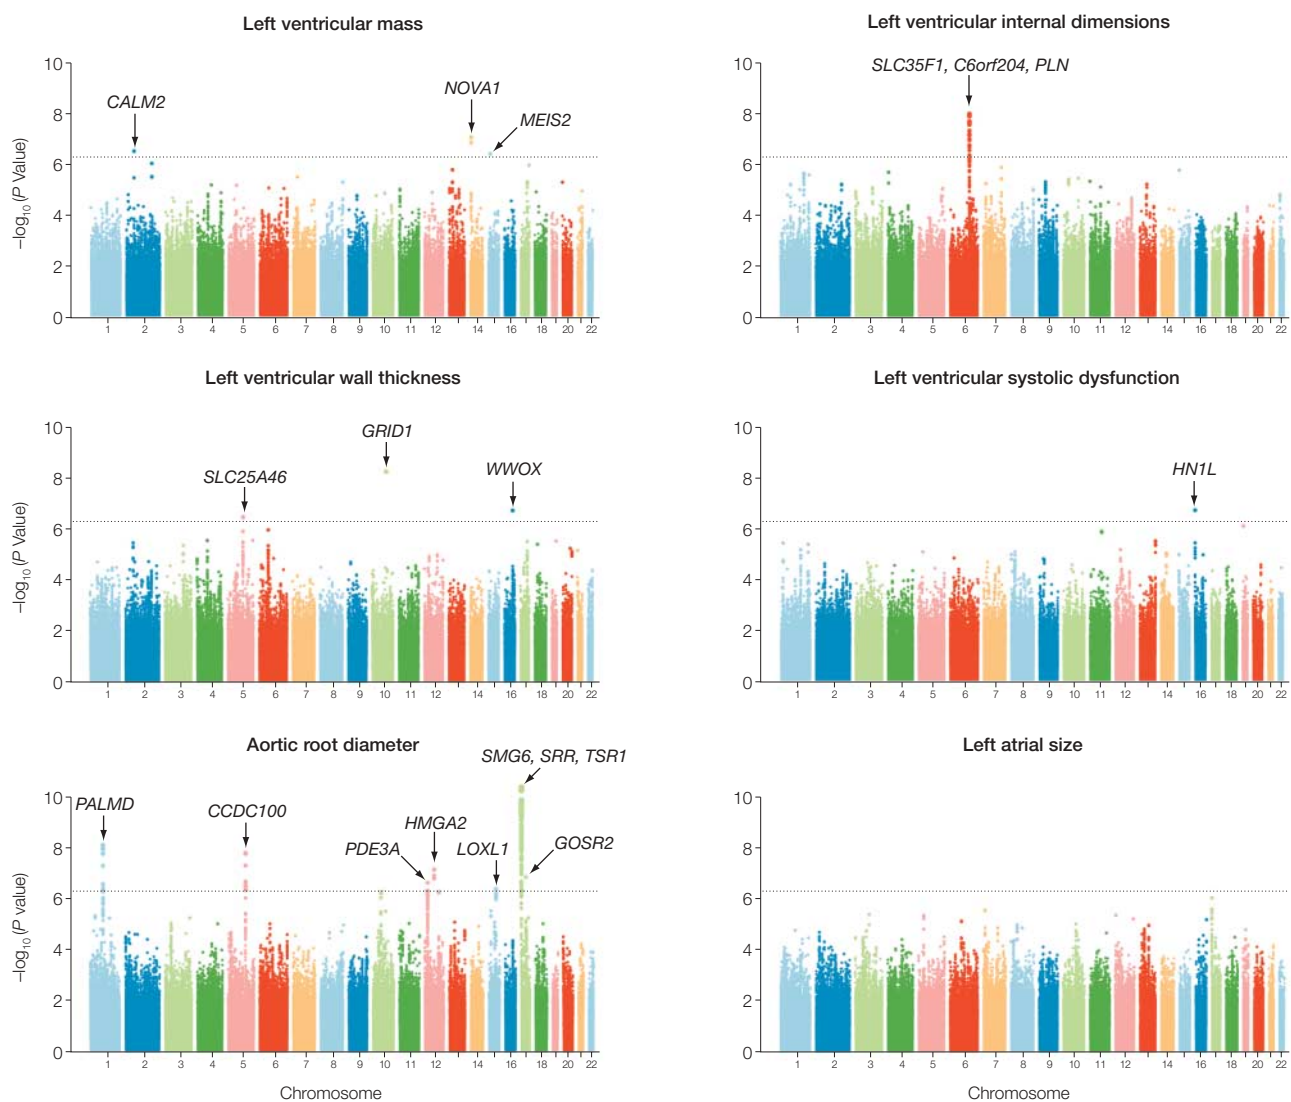 Left ventricular mass
10
8
6
4
2
0
–log10 (P Value)
CALM2
NOVA1
MEIS2
1 2 3 4 5 6 7 8 9 10 11 12 14 16 18 20 22
Left ventricular internal dimensions
10
8
6
4
2
0
SLC35F1, C6orf204, PLN
1 2 3 4 5 6 7 8 9 10 11 12 14 16 18 20 22
Left ventricular wall thickness
10
8
6
4
2
0
–log10 (P Value)
SLC25A46
GRID1
WWOX
1 2 3 4 5 6 7 8 9 10 11 12 14 16 18 20 22
Left ventricular systolic dysfunction
10
8
6
4
2
0
HN1L
1 2 3 4 5 6 7 8 9 10 11 12 14 16 18 20 22
Aortic root diameter
10
8
6
4
2
0
–log10 (P value)
PALMD
CCDC100
PDE3A
HMGA2
LOXL1
SMG6, SRR, TSR1
GOSR2
1 2 3 4 5 6 7 8 9 10 11 12 14 16 18 20 22
Chromosome
Left atrial size
10
8
6
4
2
0
1 2 3 4 5 6 7 8 9 10 11 12 14 16 18 20 22
Chromosome